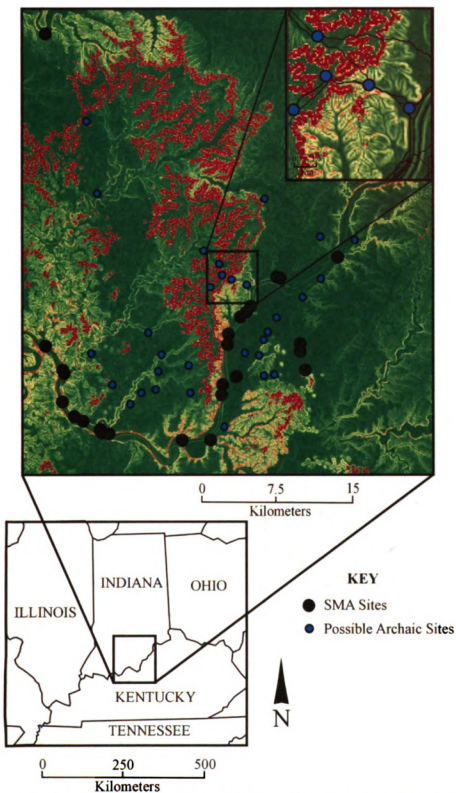 0 7.5 15
Kilometers
INDIANA
OHIO
ILLINOIS
KENTUCKY
TENNESSEE
KEY
SMA Sites
Possible Archaic Sites
N
0 250 500
Kilometers